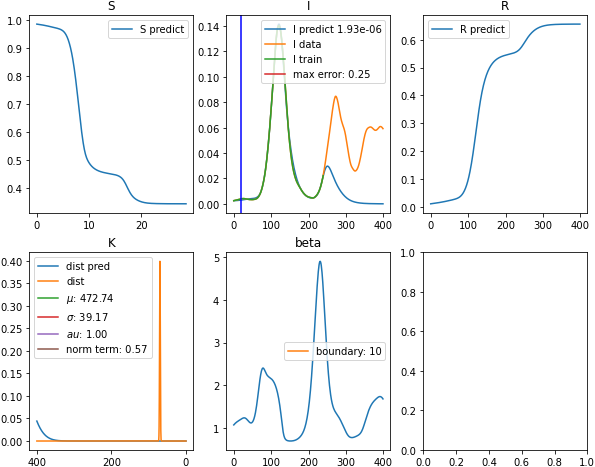 S
S predict
1.0
0.9
0.8
0.7
0.6
0.5
0.4
0 10 20
I
I predict 1.93e-06
I data
I train
max error: 0.25
0.14
0.12
0.10
0.08
0.06
0.04
0.02
0.00
0 100 200 300 400
R
R predict
0.6
0.5
0.4
0.3
0.2
0.1
0.0
0 200 400
K
dist pred
dist
μ: 472.74
σ: 39.17
au: 1.00
norm term: 0.57
0.40
0.35
0.30
0.25
0.20
0.15
0.10
0.05
0.00
400 200 0
beta
boundary: 10
5
4
3
2
1
0 100 200 300 400
1.0
0.8
0.6
0.4
0.2
0.0
0.0 0.2 0.4 0.6 0.8 1.0